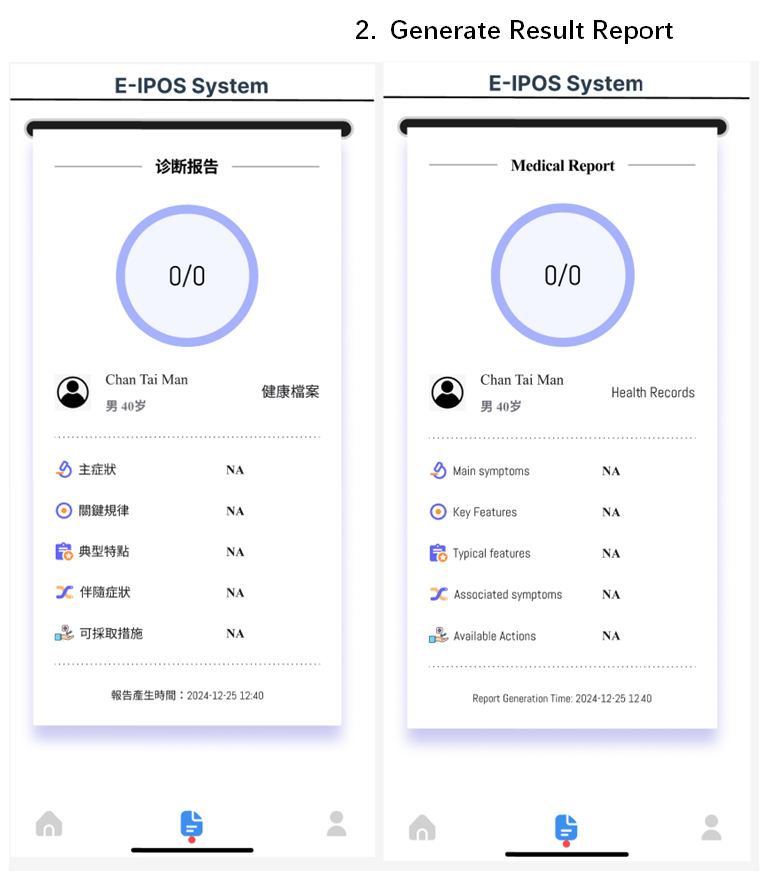 2. Generate Result Report
E-IPOS System
诊断报告
0/0
Chan Tai Man
男 40岁
健康檔案
主症狀 NA
關鍵規律 NA
典型特點 NA
伴隨症狀 NA
可採取措施 NA
報告產生時間：2024-12-25 12:40
E-IPOS System
Medical Report
0/0
Chan Tai Man
男 40岁
Health Records
Main symptoms NA
Key Features NA
Typical features NA
Associated symptoms NA
Available Actions NA
Report Generation Time: 2024-12-25 12:40